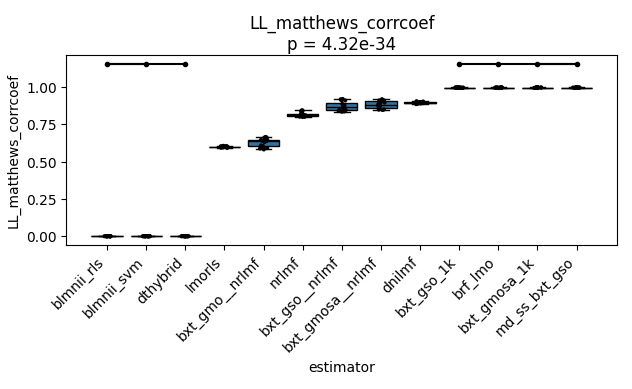 LL_matthews_corrcoef
p = 4.32e-34
LL_matthews_corrcoef
1.00
0.75
0.50
0.25
0.00
blmnii_rls
blmnii_svm
dthybrid
lmorls
bxt_gmo__nrlmf
nrlmf
bxt_gso__nrlmf
bxt_gmosa__nrlmf
dnilmf
bxt_gso_1k
brf_lmo
bxt_gmosa_1k
md_ss_bxt_gso
estimator